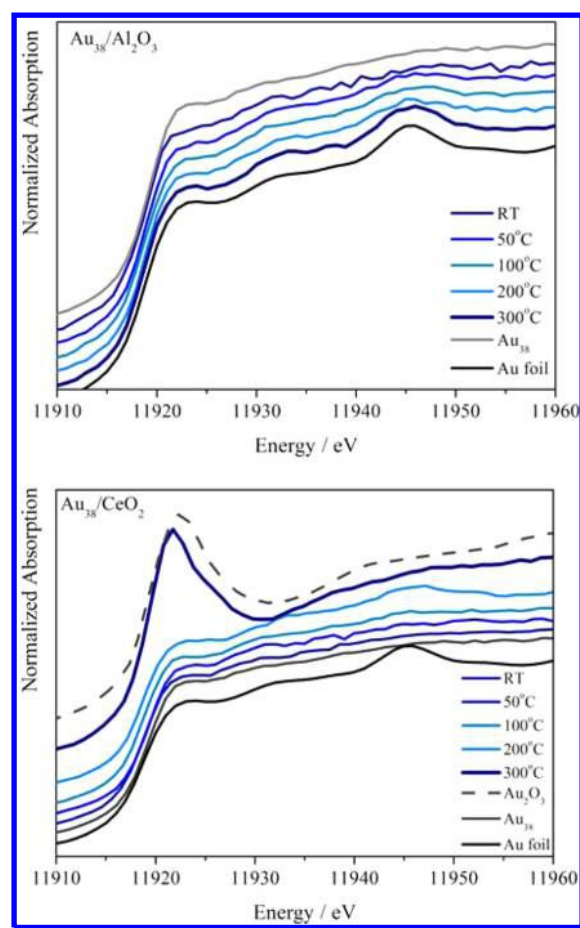 Au38/Al2O3
Normalized Absorption
RT
50°C
100°C
200°C
300°C
Au38
Au foil
11910 11920 11930 11940 11950 11960
Energy / eV
Au38/CeO2
Normalized Absorption
RT
50°C
100°C
200°C
300°C
Au2O3
Au38
Au foil
11910 11920 11930 11940 11950 11960
Energy / eV